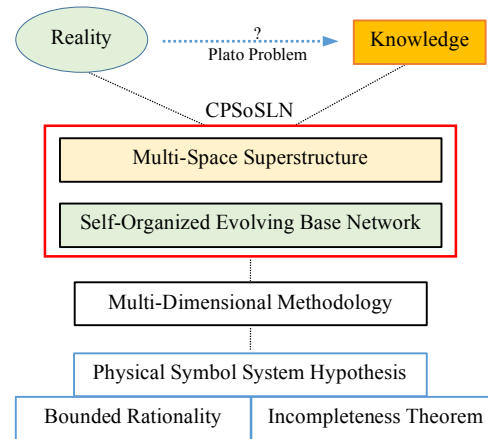 Reality
?
Plato Problem
Knowledge
CPSoSLN
Multi-Space Superstructure
Self-Organized Evolving Base Network
Multi-Dimensional Methodology
Physical Symbol System Hypothesis
Bounded Rationality
Incompleteness Theorem